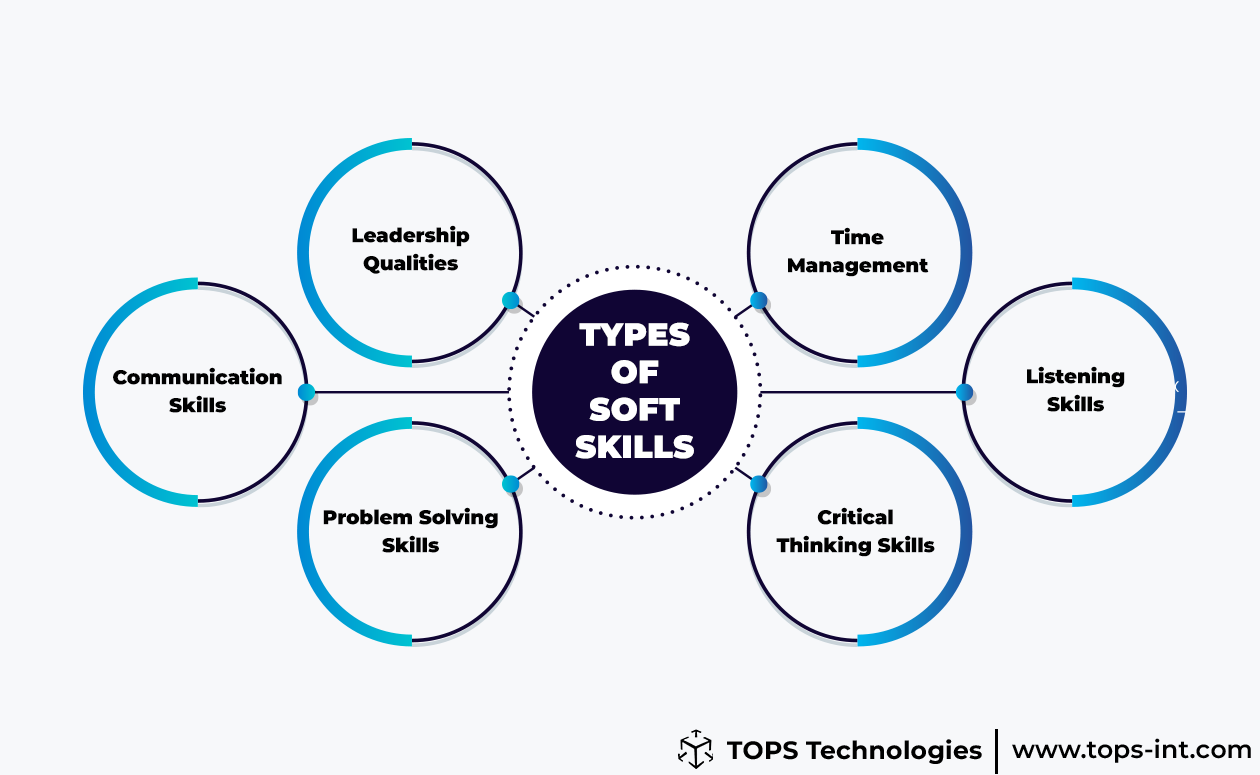 Leadership
Qualities
Time
Management
Communication
Skills
TYPES
OF
SOFT
SKILLS
Listening
Skills
Problem Solving
Skills
Critical
Thinking Skills
TOPS Technologies
www.tops-int.com